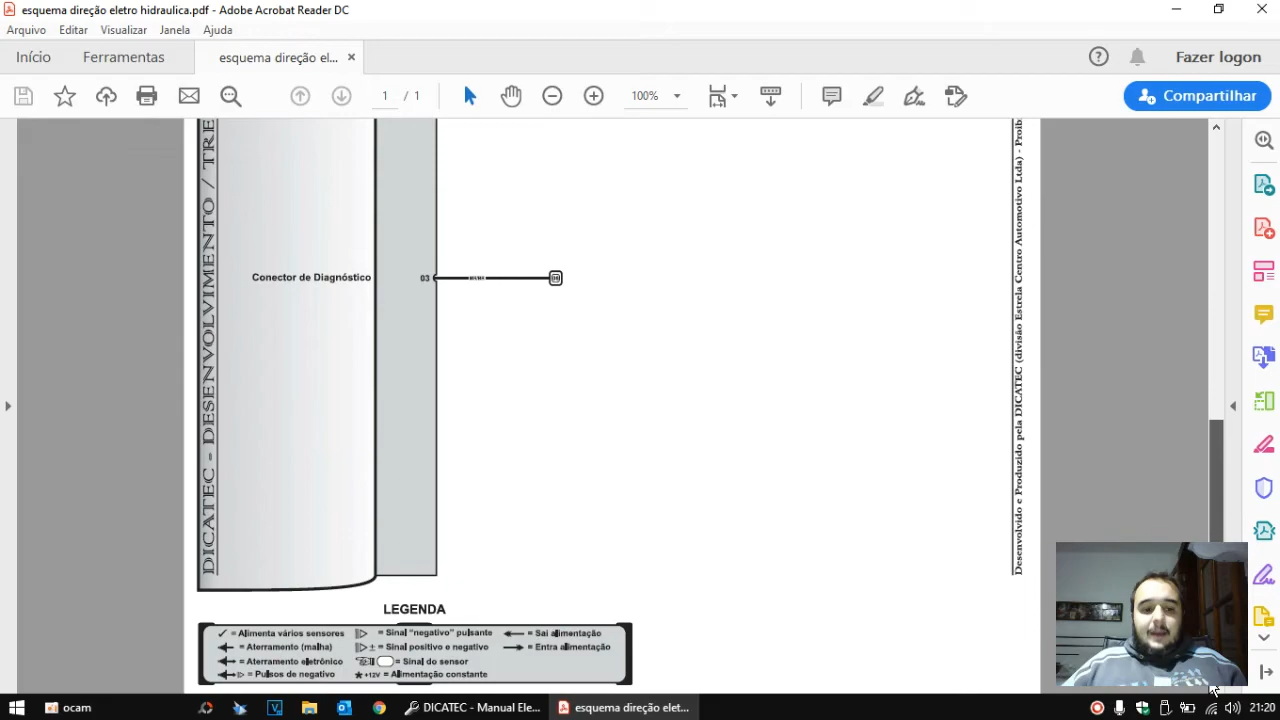 esquema direção eletro hidraulica.pdf - Adobe Acrobat Reader DC
Arquivo Editar Visualizar Janela Ajuda
Início Ferramentas esquema direção el...
Fazer logon
1 / 1 100% Compartilhar
DICATEC - DESENVOLVIMENTO / TRE
Conector de Diagnóstico 03
Desenvolvido e Produzido pela DICATEC (divisão Estrela Centro Automotivo Ltda) - Proib
LEGENDA
= Alimenta vários sensores = Sinal "negativo" pulsante = Sai alimentação
= Aterramento (malha) ± = Sinal positivo e negativo = Entra alimentação
= Aterramento eletrônico = Sinal do sensor
= Pulsos de negativo +12V = Alimentação constante
ocam DICATEC - Manual Ele... esquema direção elet... 21:20